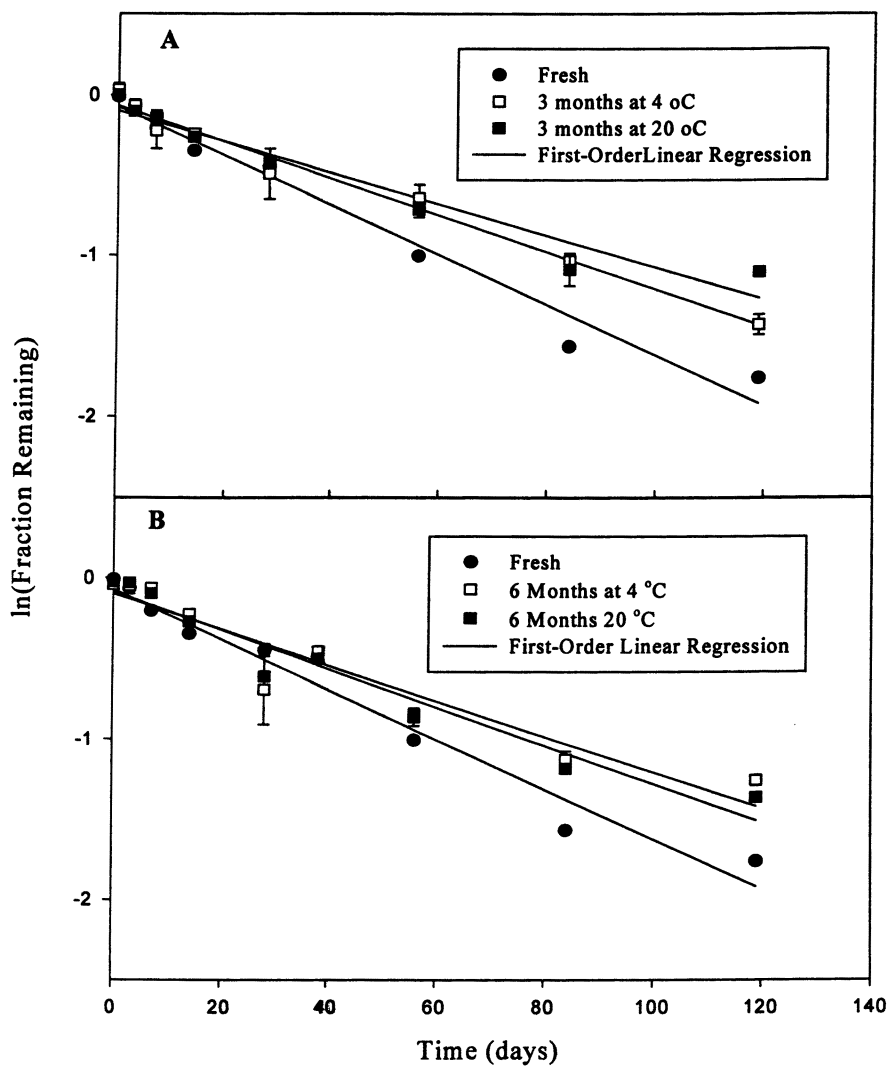 A
Fresh
3 months at 4 oC
3 months at 20 oC
First-OrderLinear Regression
0
-1
-2
ln(Fraction Remaining)
B
Fresh
6 Months at 4 °C
6 Months 20 °C
First-Order Linear Regression
0
-1
-2
0 20 40 60 80 100 120 140
Time (days)